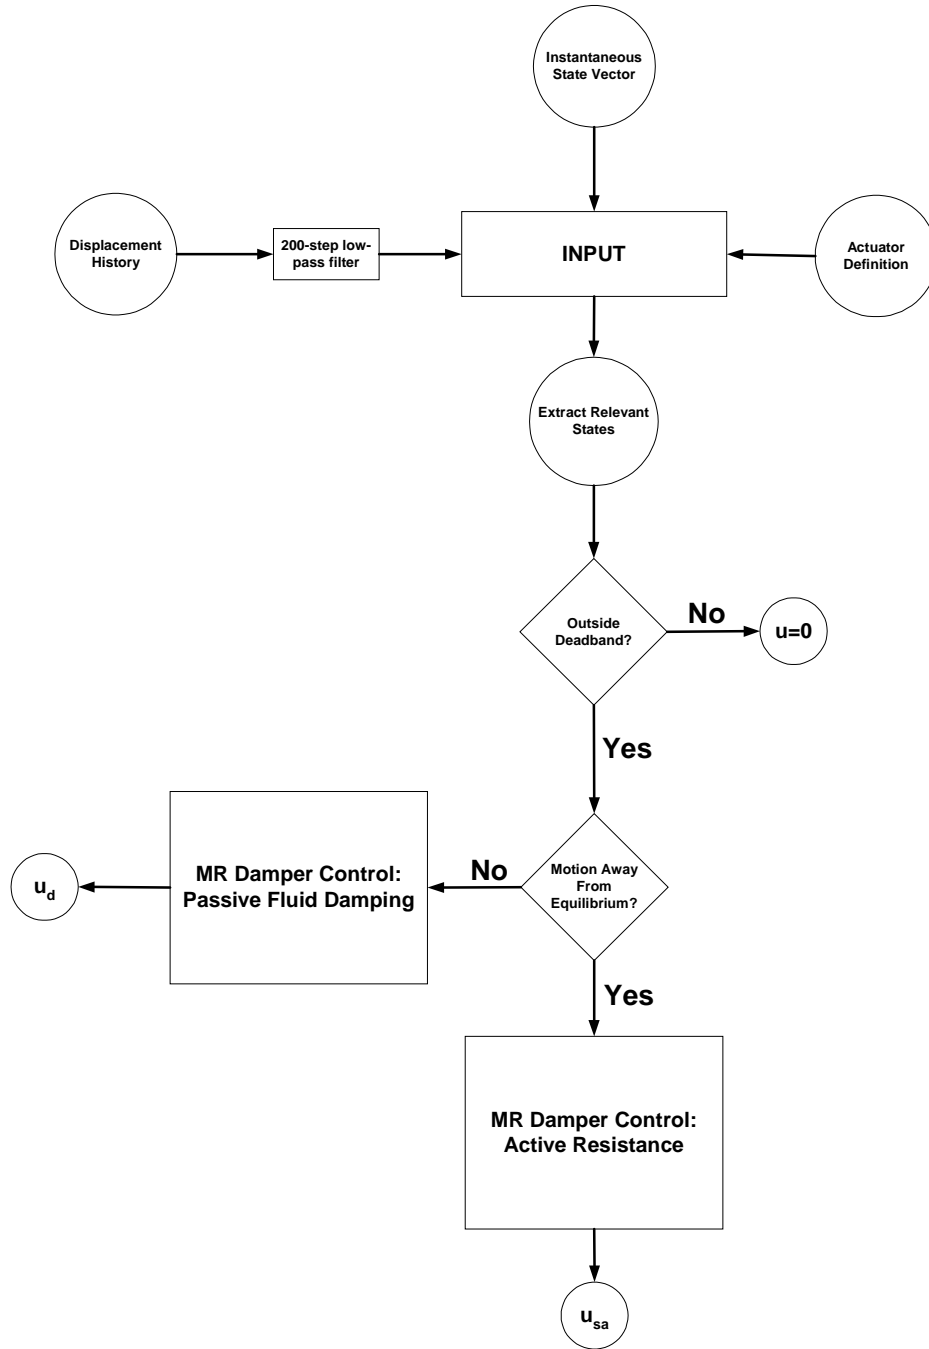 Instantaneous
State Vector
Displacement
History
200-step low-
pass filter
INPUT
Actuator
Definition
Extract Relevant
States
Outside
Deadband?
No
u=0
Yes
Motion Away
From
Equilibrium?
No
MR Damper Control:
Passive Fluid Damping
u_d
Yes
MR Damper Control:
Active Resistance
u_sa